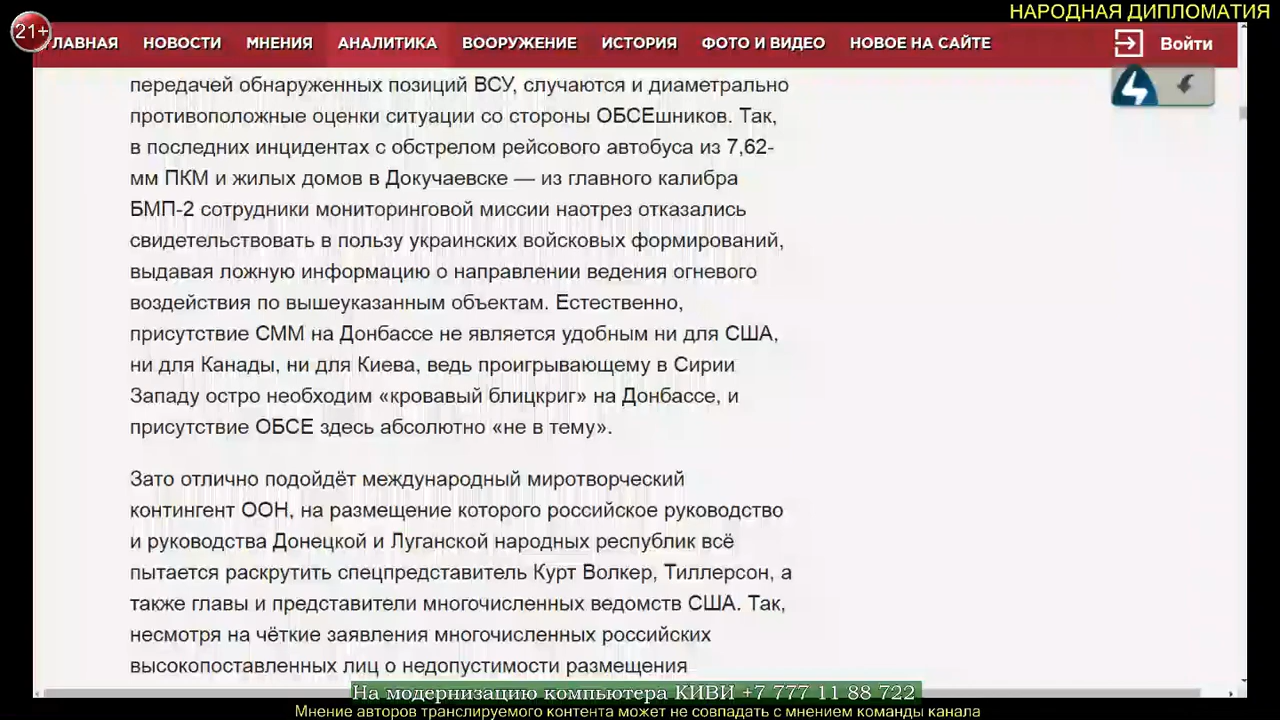 НАРОДНАЯ ДИПЛОМАТИЯ
21+
ЛАВНАЯ НОВОСТИ МНЕНИЯ АНАЛИТИКА ВООРУЖЕНИЕ ИСТОРИЯ ФОТО И ВИДЕО НОВОЕ НА САЙТЕ Войти
передачей обнаруженных позиций ВСУ, случаются и диаметрально
противоположные оценки ситуации со стороны ОБСЕшников. Так,
в последних инцидентах с обстрелом рейсового автобуса из 7,62-
мм ПКМ и жилых домов в Докучаевске — из главного калибра
БМП-2 сотрудники мониторинговой миссии наотрез отказались
свидетельствовать в пользу украинских войсковых формирований,
выдавая ложную информацию о направлении ведения огневого
воздействия по вышеуказанным объектам. Естественно,
присутствие СММ на Донбассе не является удобным ни для США,
ни для Канады, ни для Киева, ведь проигрывающему в Сирии
Западу остро необходим «кровавый блицкриг» на Донбассе, и
присутствие ОБСЕ здесь абсолютно «не в тему».
Зато отлично подойдёт международный миротворческий
контингент ООН, на размещение которого российское руководство
и руководства Донецкой и Луганской народных республик всё
пытается раскрутить спецпредставитель Курт Волкер, Тиллерсон, а
также главы и представители многочисленных ведомств США. Так,
несмотря на чёткие заявления многочисленных российских
высокопоставленных лиц о недопустимости размещения
На модернизацию компьютера КИВИ +7 777 11 88 722
Мнение авторов транслируемого контента может не совпадать с мнением команды канала